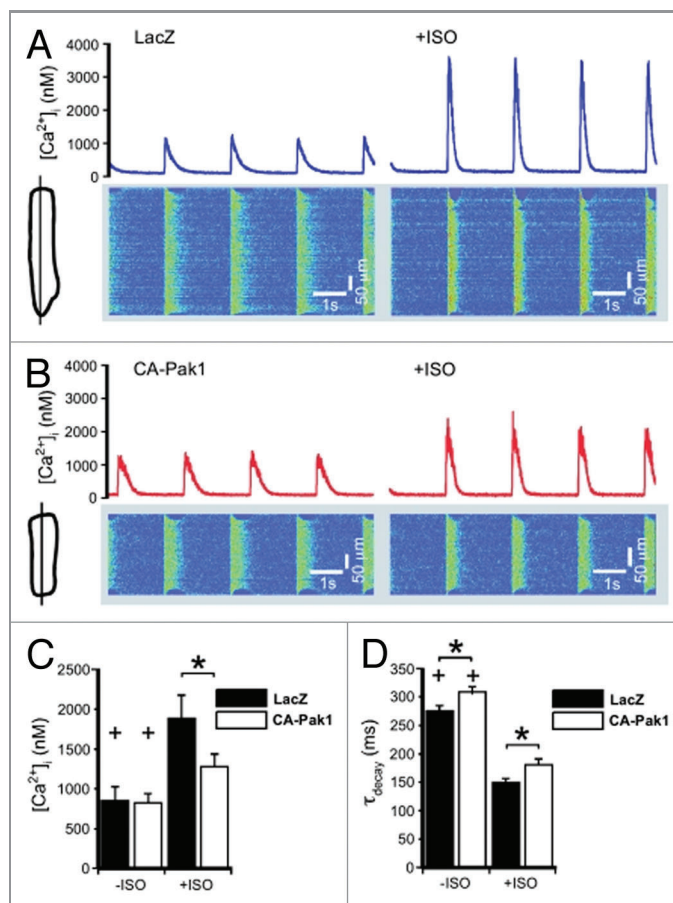 A
LacZ
+ISO
[Ca²⁺]ᵢ (nM)
4000
3000
2000
1000
0
1s
50 µm
1s
50 µm
B
CA-Pak1
+ISO
[Ca²⁺]ᵢ (nM)
4000
3000
2000
1000
0
1s
50 µm
1s
50 µm
C
[Ca²⁺]ᵢ (nM)
2500
2000
1500
1000
500
0
+ +
*
LacZ
CA-Pak1
-ISO +ISO
D
τdecay (ms)
350
300
250
200
150
100
50
0
*
+ +
*
LacZ
CA-Pak1
-ISO +ISO